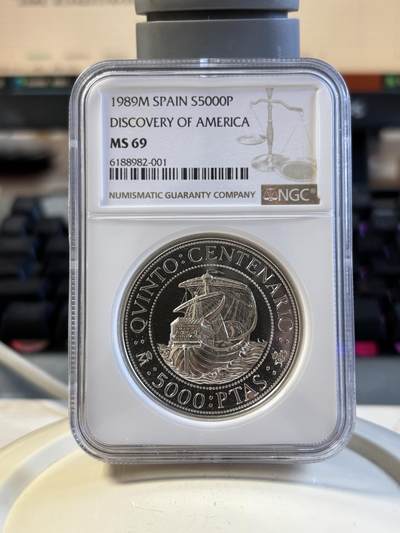 1989M SPAIN S5000P
DISCOVERY OF AMERICA
MS 69
6188982-001
NUMISMATIC GUARANTY COMPANY
NGC
QVINTO:CENTENARIO
5000:PTAS